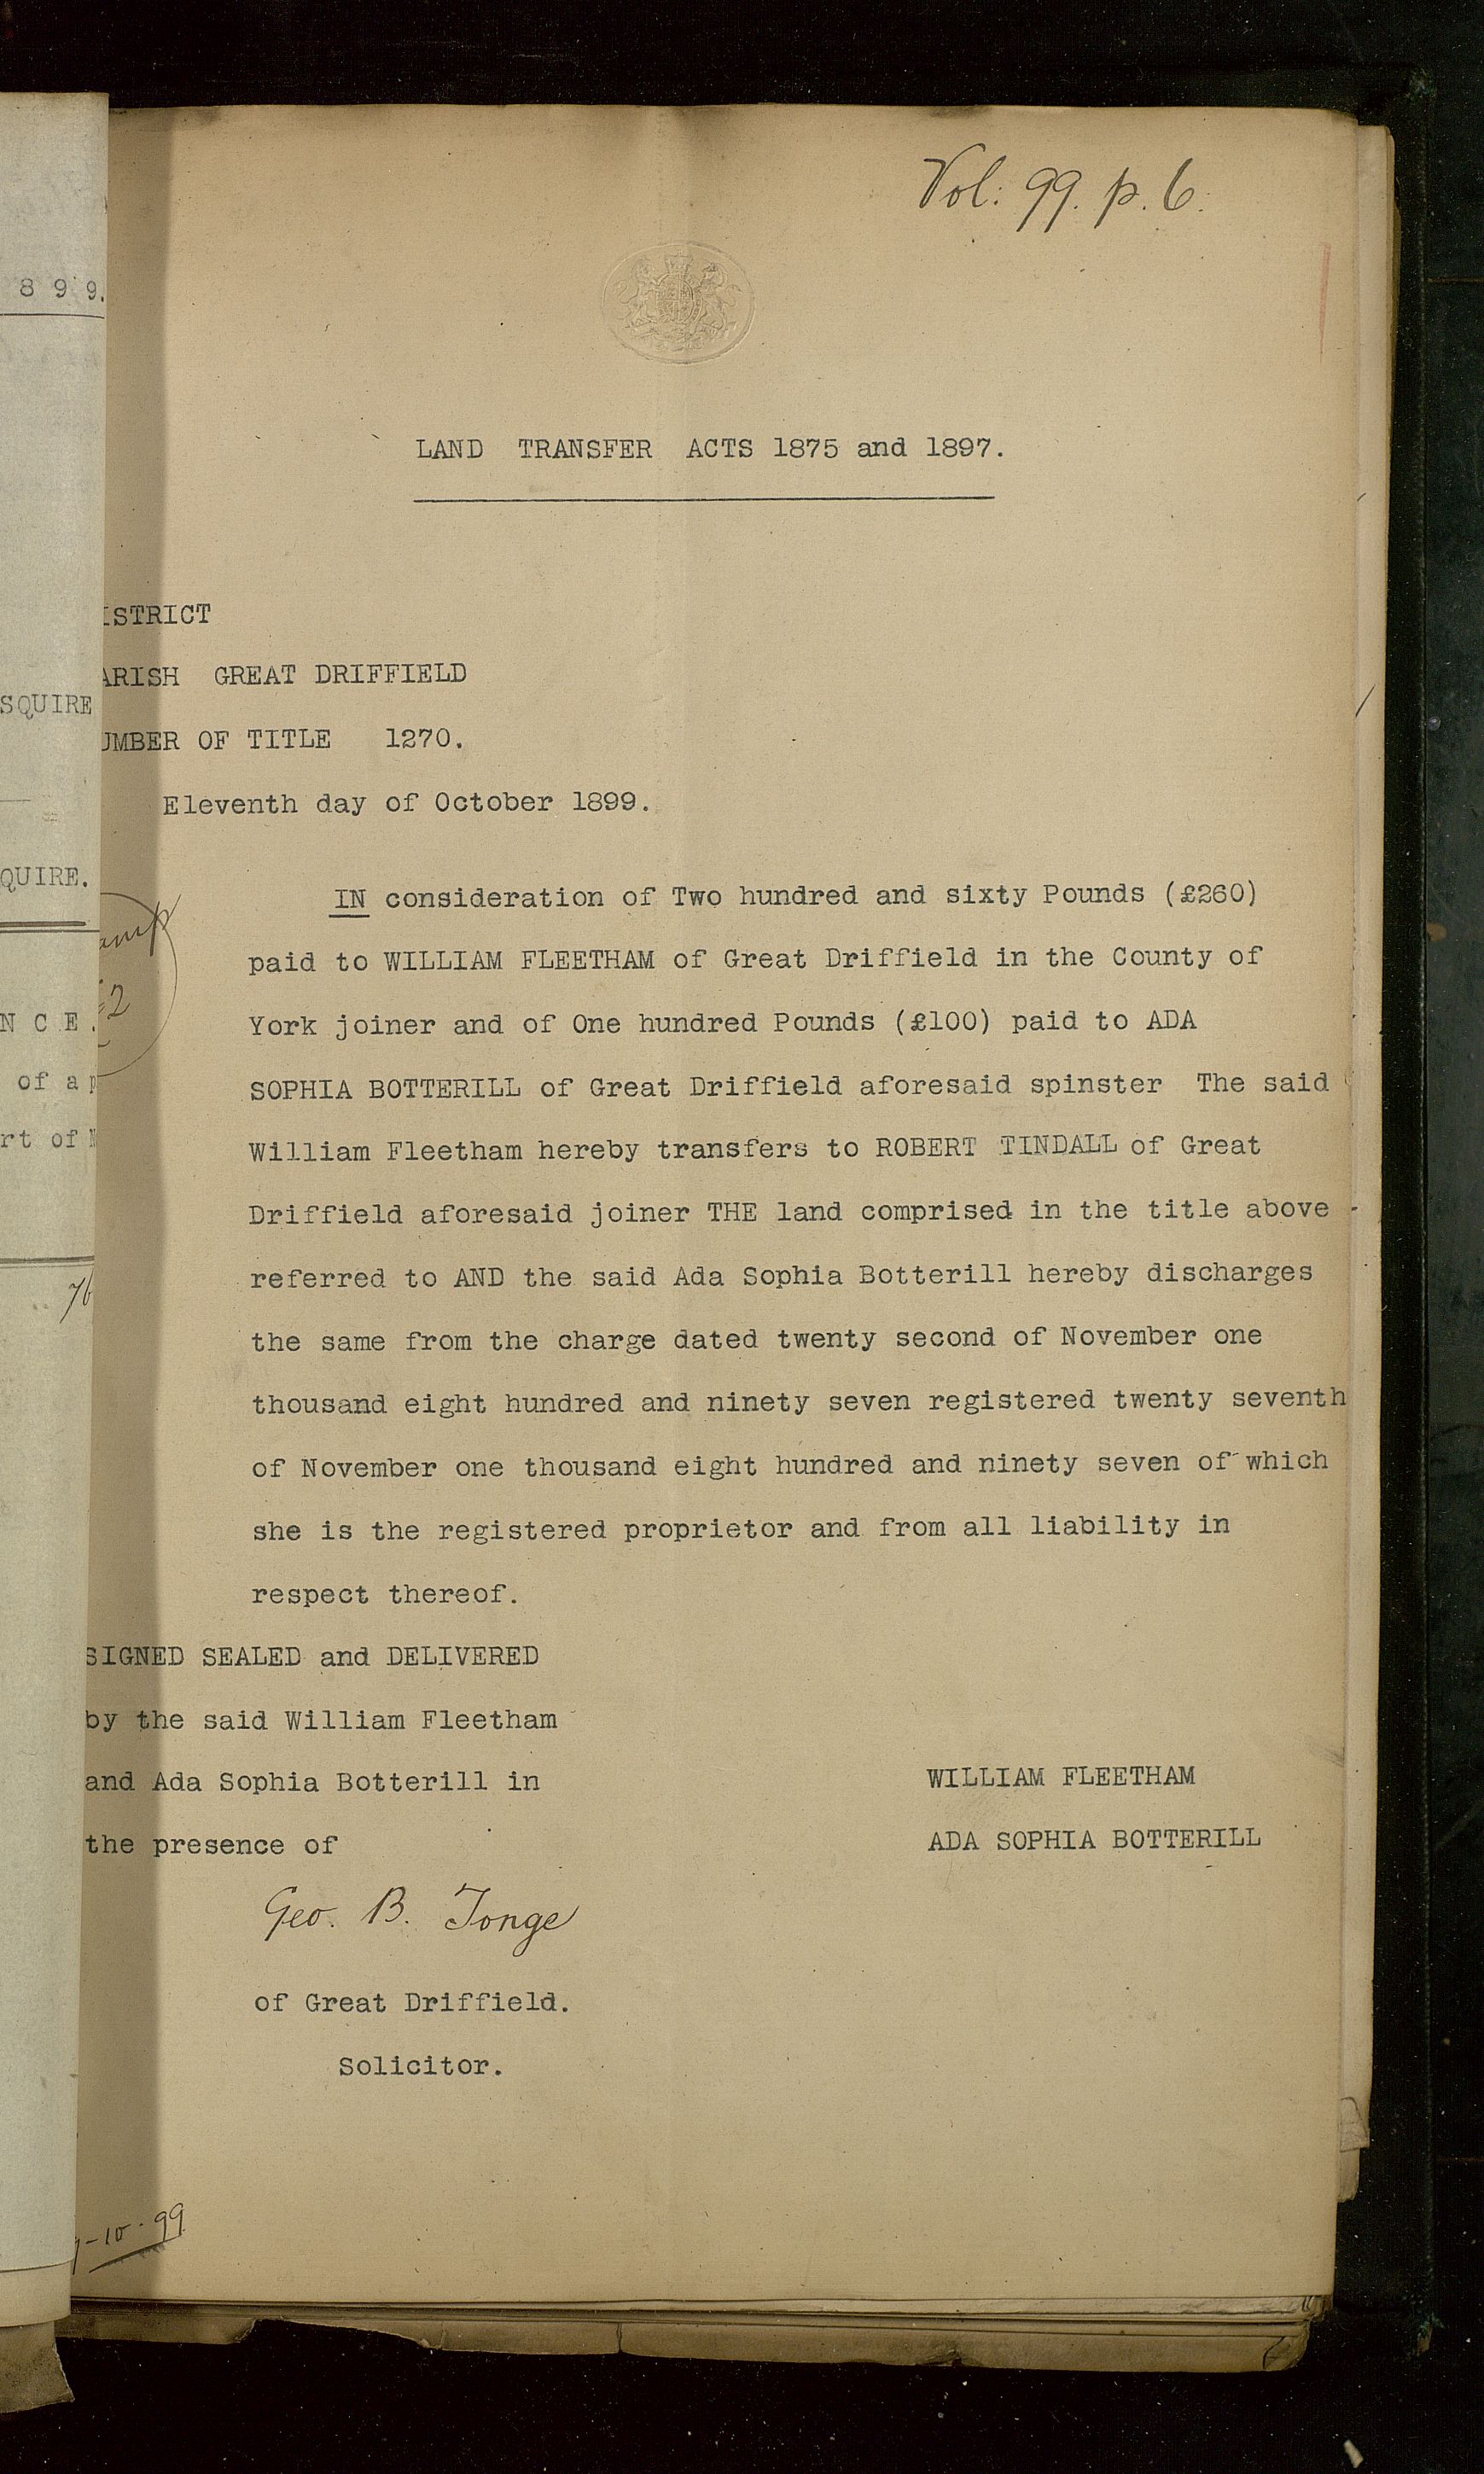 Vol: 99. p. 6.
LAND TRANSFER ACTS 1875 and 1897.
ISTRICT
ARISH GREAT DRIFFIELD
UMBER OF TITLE 1270.
Eleventh day of October 1899.
IN consideration of Two hundred and sixty Pounds (£260)
paid to WILLIAM FLEETHAM of Great Driffield in the County of
York joiner and of One hundred Pounds (£100) paid to ADA
SOPHIA BOTTERILL of Great Driffield aforesaid spinster The said
William Fleetham hereby transfers to ROBERT TINDALL of Great
Driffield aforesaid joiner THE land comprised in the title above
referred to AND the said Ada Sophia Botterill hereby discharges
the same from the charge dated twenty second of November one
thousand eight hundred and ninety seven registered twenty seventh
of November one thousand eight hundred and ninety seven of which
she is the registered proprietor and from all liability in
respect thereof.
SIGNED SEALED and DELIVERED
by the said William Fleetham
and Ada Sophia Botterill in
the presence of
WILLIAM FLEETHAM
ADA SOPHIA BOTTERILL
Geo. B. Tonge
of Great Driffield.
Solicitor.
-10-99
899.
SQUIRE
QUIRE.
NCE.
of a p
rt of
76
amp